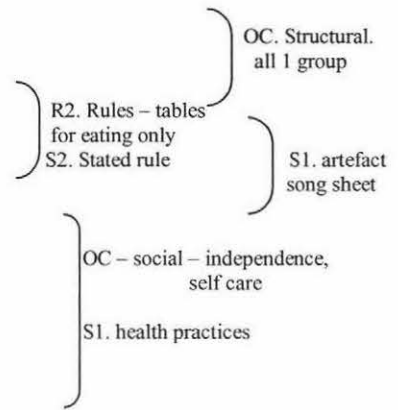 OC. Structural.
all 1 group
R2. Rules – tables
for eating only
S2. Stated rule
S1. artefact
song sheet
OC – social – independence,
self care
S1. health practices